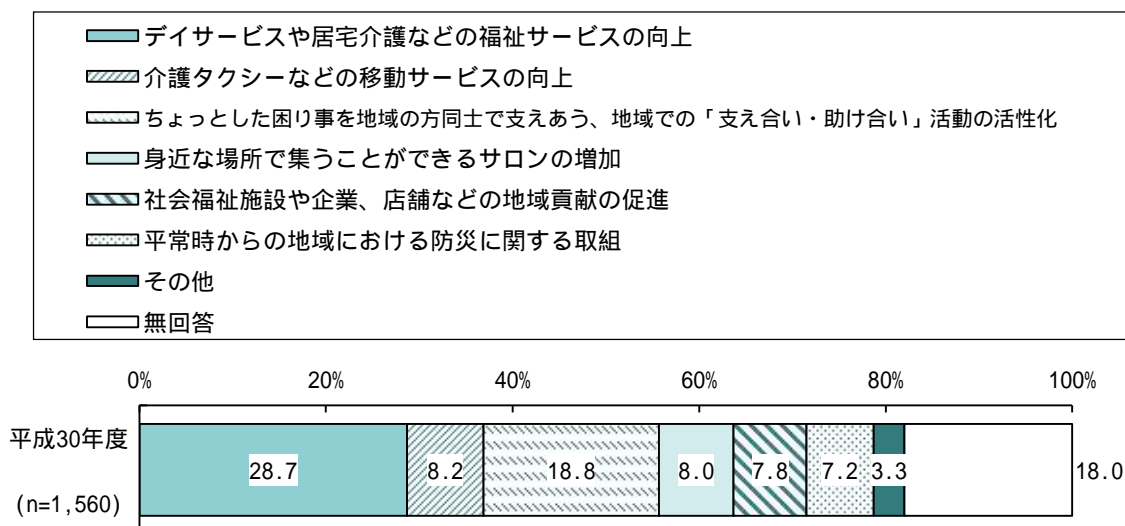 デイサービスや居宅介護などの福祉サービスの向上
介護タクシーなどの移動サービスの向上
ちょっとした困り事を地域の方同士で支えあう、地域での「支え合い・助け合い」活動の活性化
身近な場所で集うことができるサロンの増加
社会福祉施設や企業、店舗などの地域貢献の促進
平常時からの地域における防災に関する取組
その他
無回答
0% 20% 40% 60% 80% 100%
平成30年度
28.7 8.2 18.8 8.0 7.8 7.2 3.3 18.0
(n=1,560)